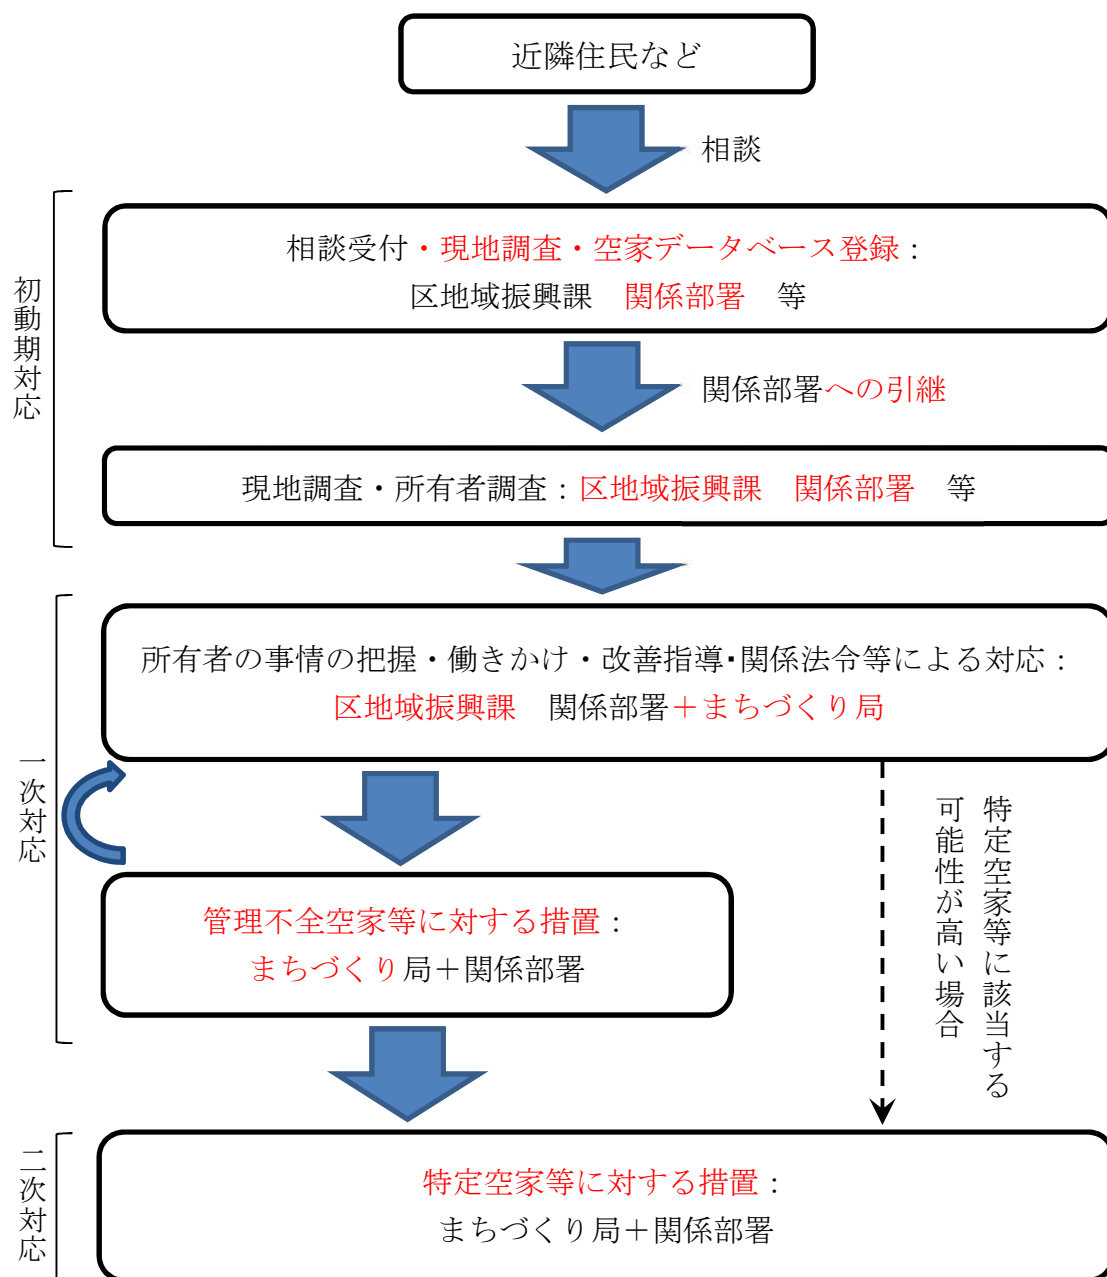 近隣住民など
相談
初動期対応
相談受付・現地調査・空家データベース登録：
区地域振興課　関係部署　等
関係部署への引継
現地調査・所有者調査：区地域振興課　関係部署　等
一次対応
所有者の事情の把握・働きかけ・改善指導・関係法令等による対応：
区地域振興課　関係部署＋まちづくり局
特定空家等に該当する
可能性が高い場合
管理不全空家等に対する措置：
まちづくり局＋関係部署
二次対応
特定空家等に対する措置：
まちづくり局＋関係部署